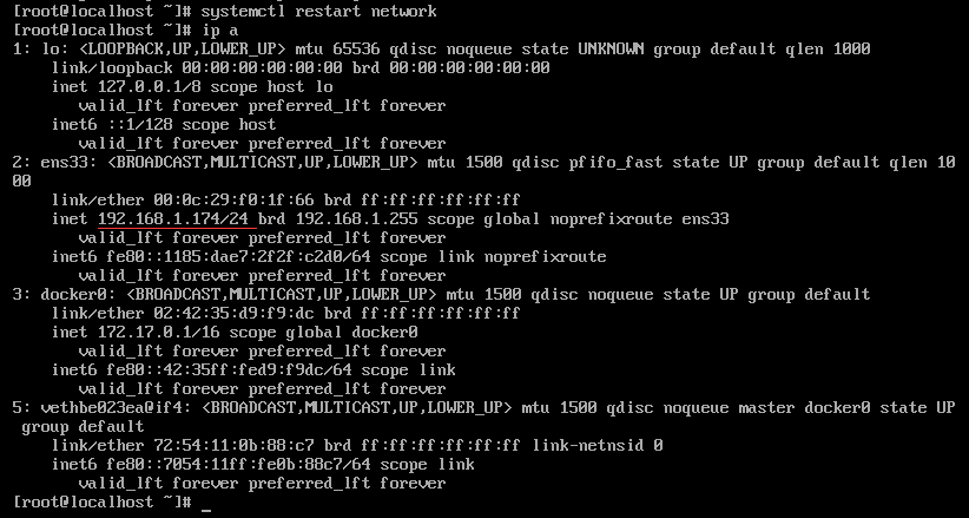 [root@localhost ~]# systemctl restart network
[root@localhost ~]# ip a
1: lo: <LOOPBACK,UP,LOWER_UP> mtu 65536 qdisc noqueue state UNKNOWN group default qlen 1000
    link/loopback 00:00:00:00:00:00 brd 00:00:00:00:00:00
    inet 127.0.0.1/8 scope host lo
       valid_lft forever preferred_lft forever
    inet6 ::1/128 scope host
       valid_lft forever preferred_lft forever
2: ens33: <BROADCAST,MULTICAST,UP,LOWER_UP> mtu 1500 qdisc pfifo_fast state UP group default qlen 10
00
    link/ether 00:0c:29:f0:1f:66 brd ff:ff:ff:ff:ff:ff
    inet 192.168.1.174/24 brd 192.168.1.255 scope global noprefixroute ens33
       valid_lft forever preferred_lft forever
    inet6 fe80::1185:dae7:2f2f:c2d0/64 scope link noprefixroute
       valid_lft forever preferred_lft forever
3: docker0: <BROADCAST,MULTICAST,UP,LOWER_UP> mtu 1500 qdisc noqueue state UP group default
    link/ether 02:42:35:d9:f9:dc brd ff:ff:ff:ff:ff:ff
    inet 172.17.0.1/16 scope global docker0
       valid_lft forever preferred_lft forever
    inet6 fe80::42:35ff:fed9:f9dc/64 scope link
       valid_lft forever preferred_lft forever
5: vethbe023ea@if4: <BROADCAST,MULTICAST,UP,LOWER_UP> mtu 1500 qdisc noqueue master docker0 state UP
 group default
    link/ether 72:54:11:0b:88:c7 brd ff:ff:ff:ff:ff:ff link-netnsid 0
    inet6 fe80::7054:11ff:fe0b:88c7/64 scope link
       valid_lft forever preferred_lft forever
[root@localhost ~]# _